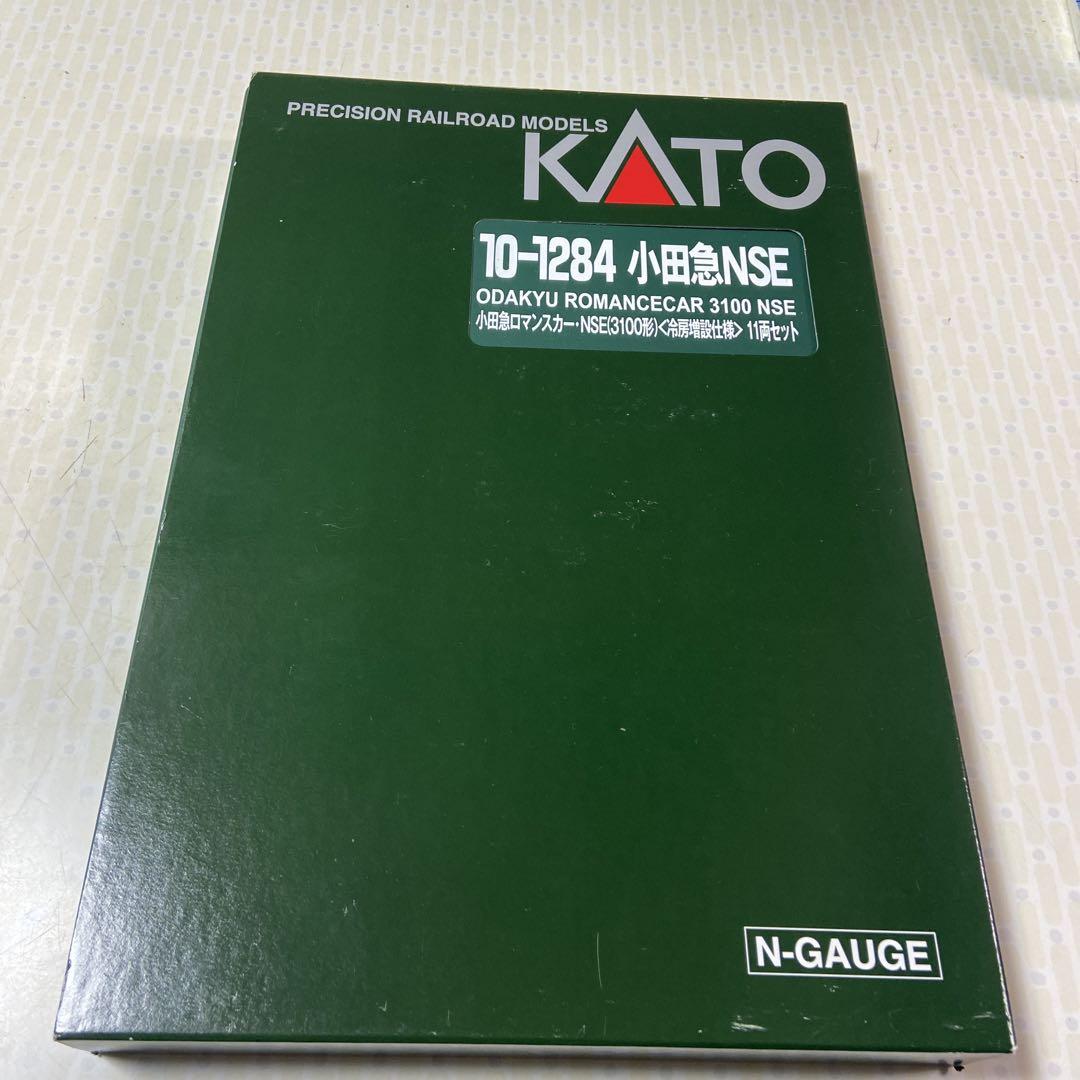 PRECISION RAILROAD MODELS
KATO
10-1284 小田急NSE
ODAKYU ROMANCECAR 3100 NSE
小田急ロマンスカー・NSE(3100形)<冷房増設仕様> 11両セット
N-GAUGE